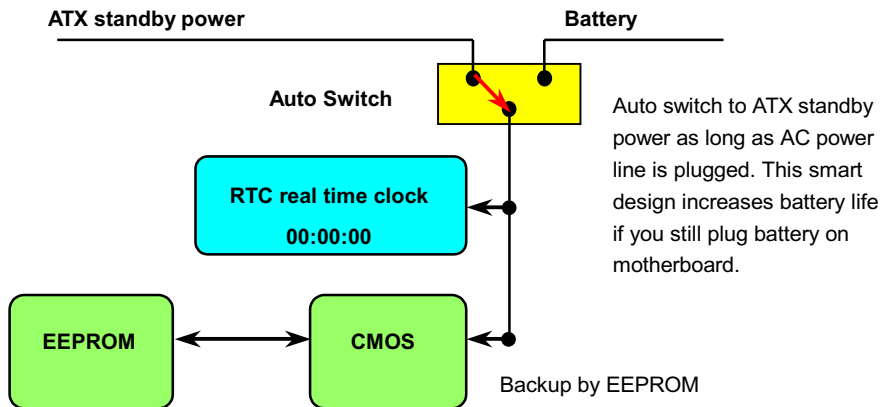 ATX standby power
Battery
Auto Switch
Auto switch to ATX standby
power as long as AC power
line is plugged. This smart
design increases battery life
if you still plug battery on
motherboard.
RTC real time clock
00:00:00
EEPROM
CMOS
Backup by EEPROM